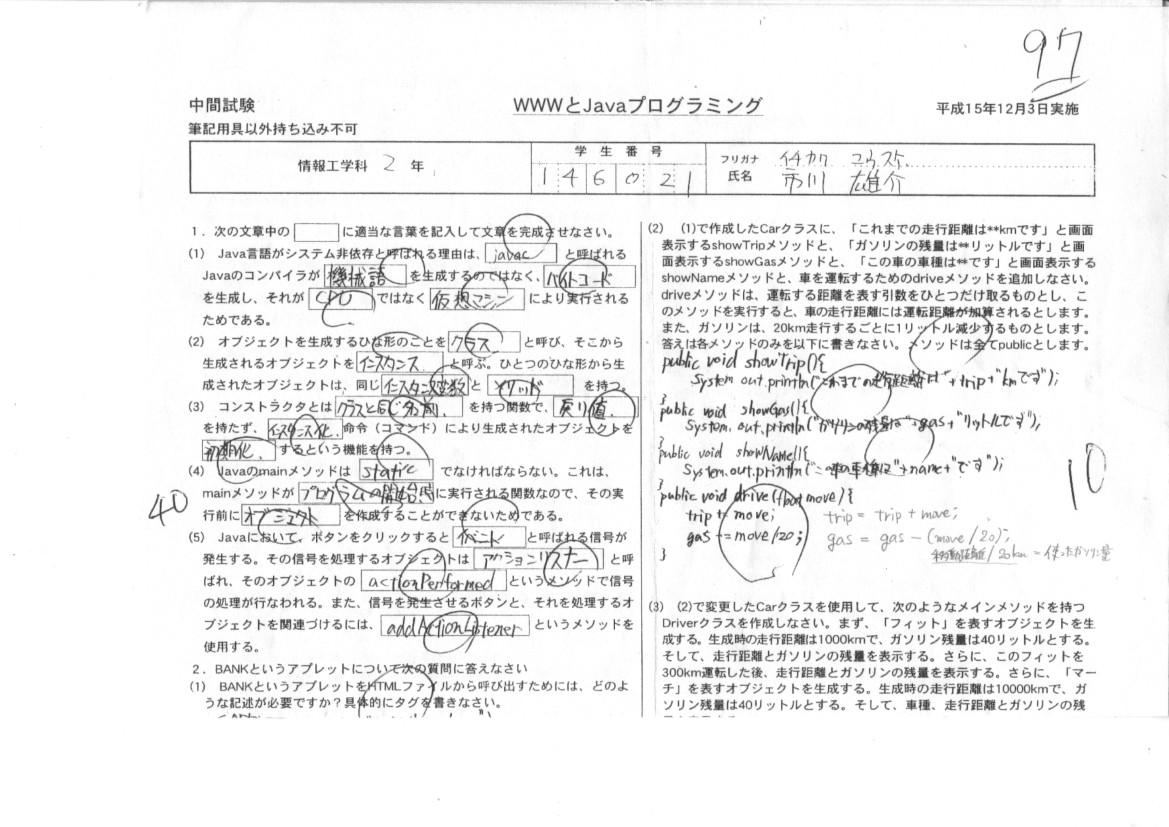 97
中間試験
WWWとJavaプログラミング
平成15年12月3日実施
筆記用具以外持ち込み不可
情報工学科 2 年
学生番号
146021
フリガナ イチカワ ユウスケ
氏名 市川 雄介
1．次の文章中の に適当な言葉を記入して文章を完成させなさい。
(1) Java言語がシステム非依存と呼ばれる理由は、 javac と呼ばれる
Javaのコンパイラが 機械語 を生成するのではなく、 バイトコード
を生成し、それが CPU ではなく 仮想マシン により実行される
ためである。
(2) オブジェクトを生成するひな形のことを クラス と呼び、そこから
生成されるオブジェクトを インスタンス と呼ぶ。ひとつのひな形から生
成されたオブジェクトは、同じ インスタンス変数 と メソッド を持つ。
(3) コンストラクタとは クラスと同じ名前 を持つ関数で、 戻り値
を持たず、 インスタンス化 命令（コマンド）により生成されたオブジェクトを
初期化 するという機能を持つ。
(4) Javaのmainメソッドは static でなければならない。これは、
mainメソッドが プログラムの開始時 に実行される関数なので、その実
行前に オブジェクト を作成することができないためである。
40
(5) Javaにおいて、ボタンをクリックすると イベント と呼ばれる信号が
発生する。その信号を処理するオブジェクトは アクションリスナー と呼
ばれ、そのオブジェクトの actionPerformed というメソッドで信号
の処理が行なわれる。また、信号を発生させるボタンと、それを処理するオ
ブジェクトを関連づけるには、 addActionListener というメソッドを
使用する。
2．BANKというアプレットについて次の質問に答えなさい
(1) BANKというアプレットをHTMLファイルから呼び出すためには、どのよ
うな記述が必要ですか？具体的にタグを書きなさい。
(2) (1)で作成したCarクラスに、「これまでの走行距離は**kmです」と画面
表示するshowTripメソッドと、「ガソリンの残量は**リットルです」と画
面表示するshowGasメソッドと、「この車の車種は**です」と画面表示する
showNameメソッドと、車を運転するためのdriveメソッドを追加しなさい。
driveメソッドは、運転する距離を表す引数をひとつだけ取るものとし、こ
のメソッドを実行すると、車の走行距離には運転距離が加算されるとします。
また、ガソリンは、20km走行するごとに1リットル減少するものとします。
答えは各メソッドのみを以下に書きなさい。メソッドは全てpublicとします。
public void showTrip(){
System.out.println("これまでの走行距離は"+trip+"kmです");
}
public void showGas(){
System.out.println("ガソリンの残量は"+gas+"リットルです");
}
public void showName(){
System.out.println("この車の車種は"+name+"です");
}
public void drive(float move){
trip += move; trip = trip + move;
gas -= move/20; gas = gas - (move/20);
} 移動距離/20km = 使ったガソリン量
10
(3) (2)で変更したCarクラスを使用して、次のようなメインメソッドを持つ
Driverクラスを作成しなさい。まず、「フィット」を表すオブジェクトを生
成する。生成時の走行距離は1000kmで、ガソリン残量は40リットルとする。
そして、走行距離とガソリンの残量を表示する。さらに、このフィットを
300km運転した後、走行距離とガソリンの残量を表示する。さらに、「マー
チ」を表すオブジェクトを生成する。生成時の走行距離は10000kmで、ガ
ソリン残量は40リットルとする。そして、車種、走行距離とガソリンの残